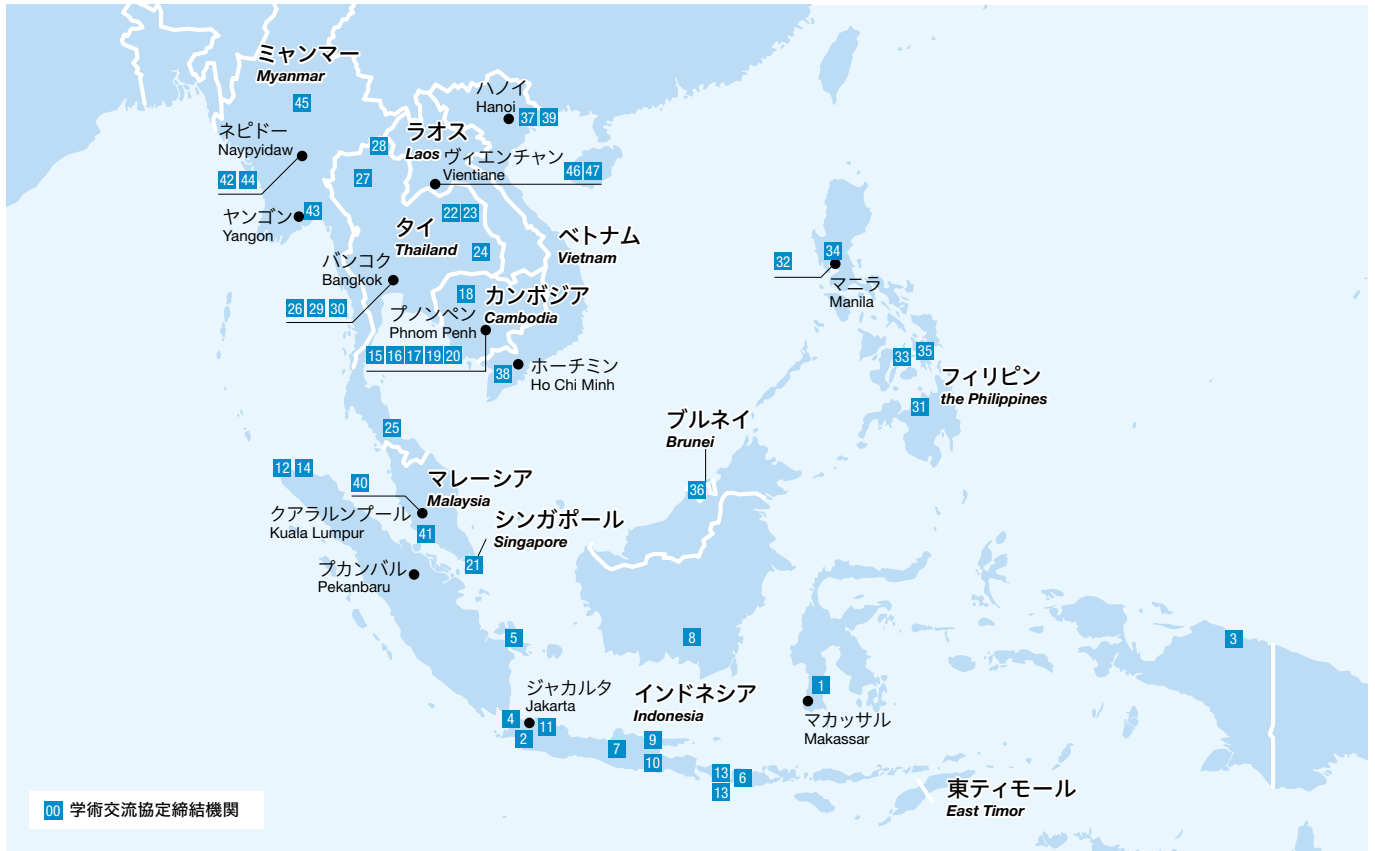 ミャンマー
Myanmar
45
ハノイ
Hanoi
37 39
ネピドー
Naypyidaw
42 44
ラオス
Laos
28
ヴィエンチャン
Vientiane
46 47
27
ヤンゴン
Yangon
43
22 23
タイ
Thailand
24
ベトナム
Vietnam
バンコク
Bangkok
26 29 30
18
カンボジア
Cambodia
プノンペン
Phnom Penh
15 16 17 19 20
38
ホーチミン
Ho Chi Minh
32
34
マニラ
Manila
33
35
フィリピン
the Philippines
31
25
ブルネイ
Brunei
36
12 14
マレーシア
Malaysia
40
クアラルンプール
Kuala Lumpur
41
シンガポール
Singapore
21
プカンバル
Pekanbaru
5
8
3
ジャカルタ
Jakarta
4
2
11
インドネシア
Indonesia
1
マカッサル
Makassar
7
9
10
13
6
13
東ティモール
East Timor
00 学術交流協定締結機関